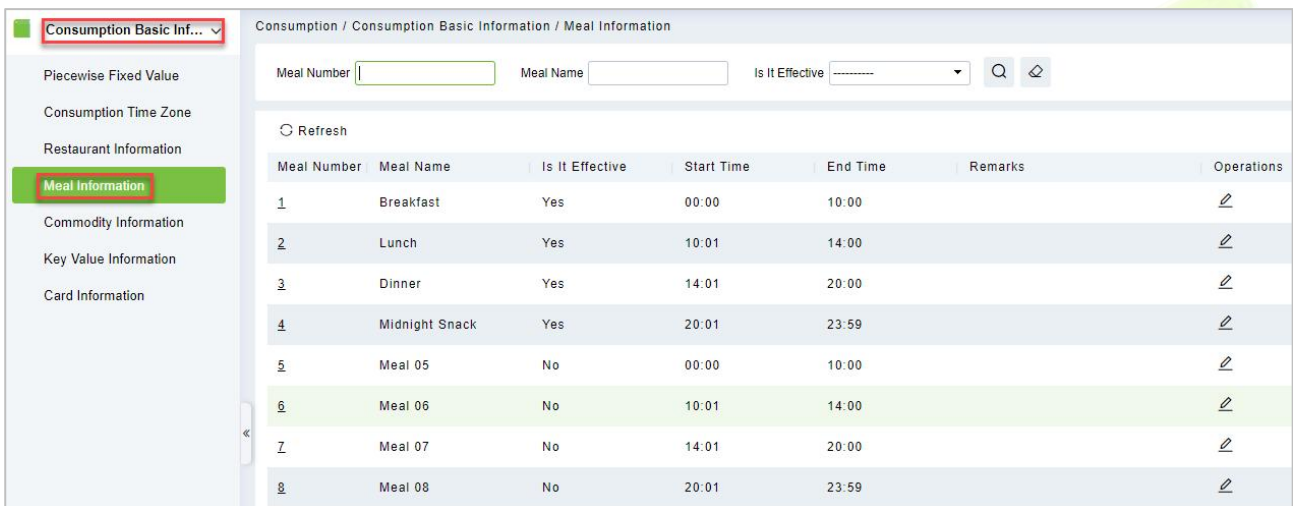 Consumption Basic Inf...
Piecewise Fixed Value
Consumption Time Zone
Restaurant Information
Meal Information
Commodity Information
Key Value Information
Card Information
Consumption / Consumption Basic Information / Meal Information
Meal Number Meal Name Is It Effective ----------
Refresh
Meal Number Meal Name Is It Effective Start Time End Time Remarks Operations
1 Breakfast Yes 00:00 10:00
2 Lunch Yes 10:01 14:00
3 Dinner Yes 14:01 20:00
4 Midnight Snack Yes 20:01 23:59
5 Meal 05 No 00:00 10:00
6 Meal 06 No 10:01 14:00
7 Meal 07 No 14:01 20:00
8 Meal 08 No 20:01 23:59